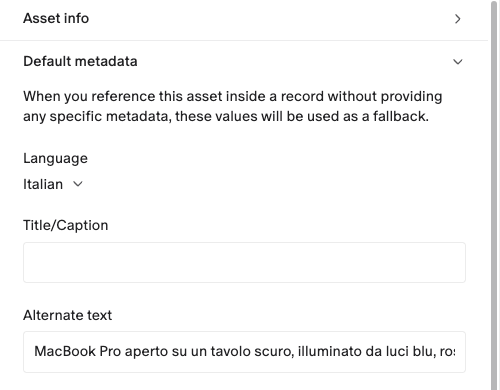 Asset info
Default metadata
When you reference this asset inside a record without providing
any specific metadata, these values will be used as a fallback.
Language
Italian
Title/Caption
Alternate text
MacBook Pro aperto su un tavolo scuro, illuminato da luci blu,